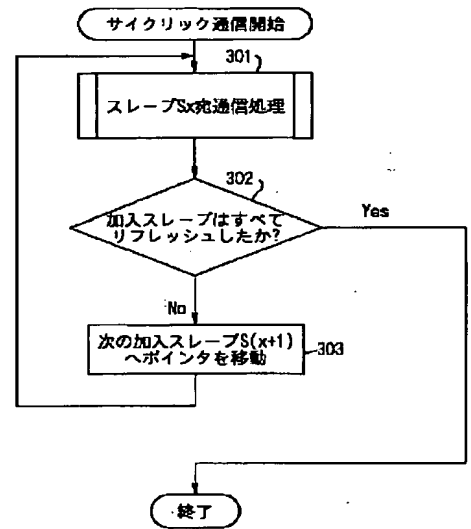 サイクリック通信開始
301
スレーブSx宛通信処理
302
加入スレーブはすべて
リフレッシュしたか?
Yes
No
次の加入スレーブS(x+1)
へポインタを移動
303
終了